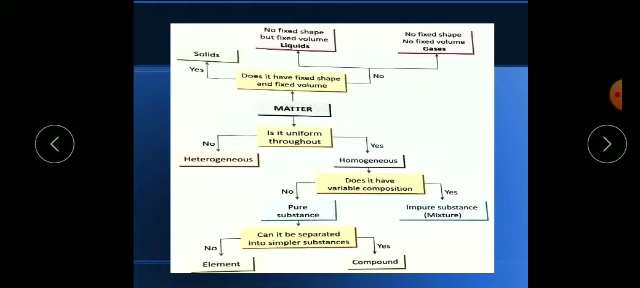 No fixed shape
but fixed volume
Liquids
No fixed shape
No fixed volume
Gases
Solids
Yes
Does it have fixed shape
and fixed volume
No
MATTER
Is it uniform
throughout
No
Yes
Heterogeneous
Homogeneous
Does it have
variable composition
No
Yes
Pure
substance
Impure substance
(Mixture)
Can it be separated
into simpler substances
No
Yes
Element
Compound